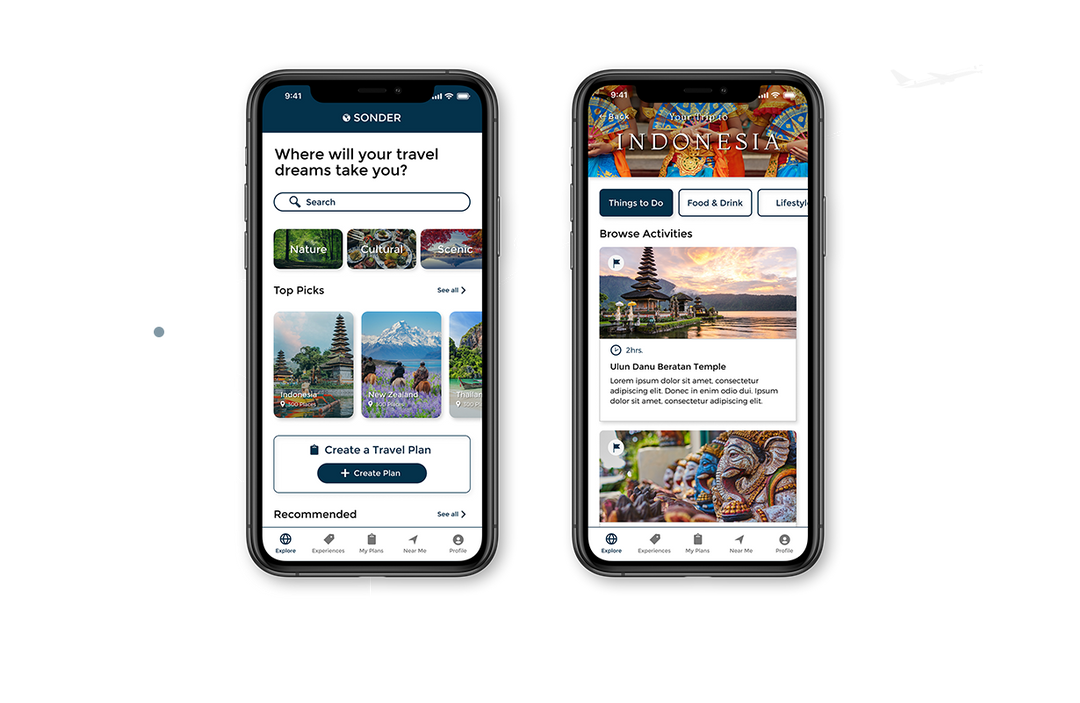 9:41
SONDER
Where will your travel
dreams take you?
Search
Nature
Cultural
Scenic
Top Picks
See all
Indonesia
300 Places
New Zealand
300 Places
Thailan
300 Pl
Create a Travel Plan
Create Plan
Recommended
See all
Explore
Experiences
My Plans
Near Me
Profile
9:41
Back
Your Trip to
INDONESIA
Things to Do
Food & Drink
Lifestyle
Browse Activities
2hrs.
Ulun Danu Beratan Temple
Lorem ipsum dolor sit amet, consectetur
adipiscing elit. Donec in enim odio dui. Ipsum
dolor sit amet, consectetur adipiscing elit.
Explore
Experiences
My Plans
Near Me
Profile